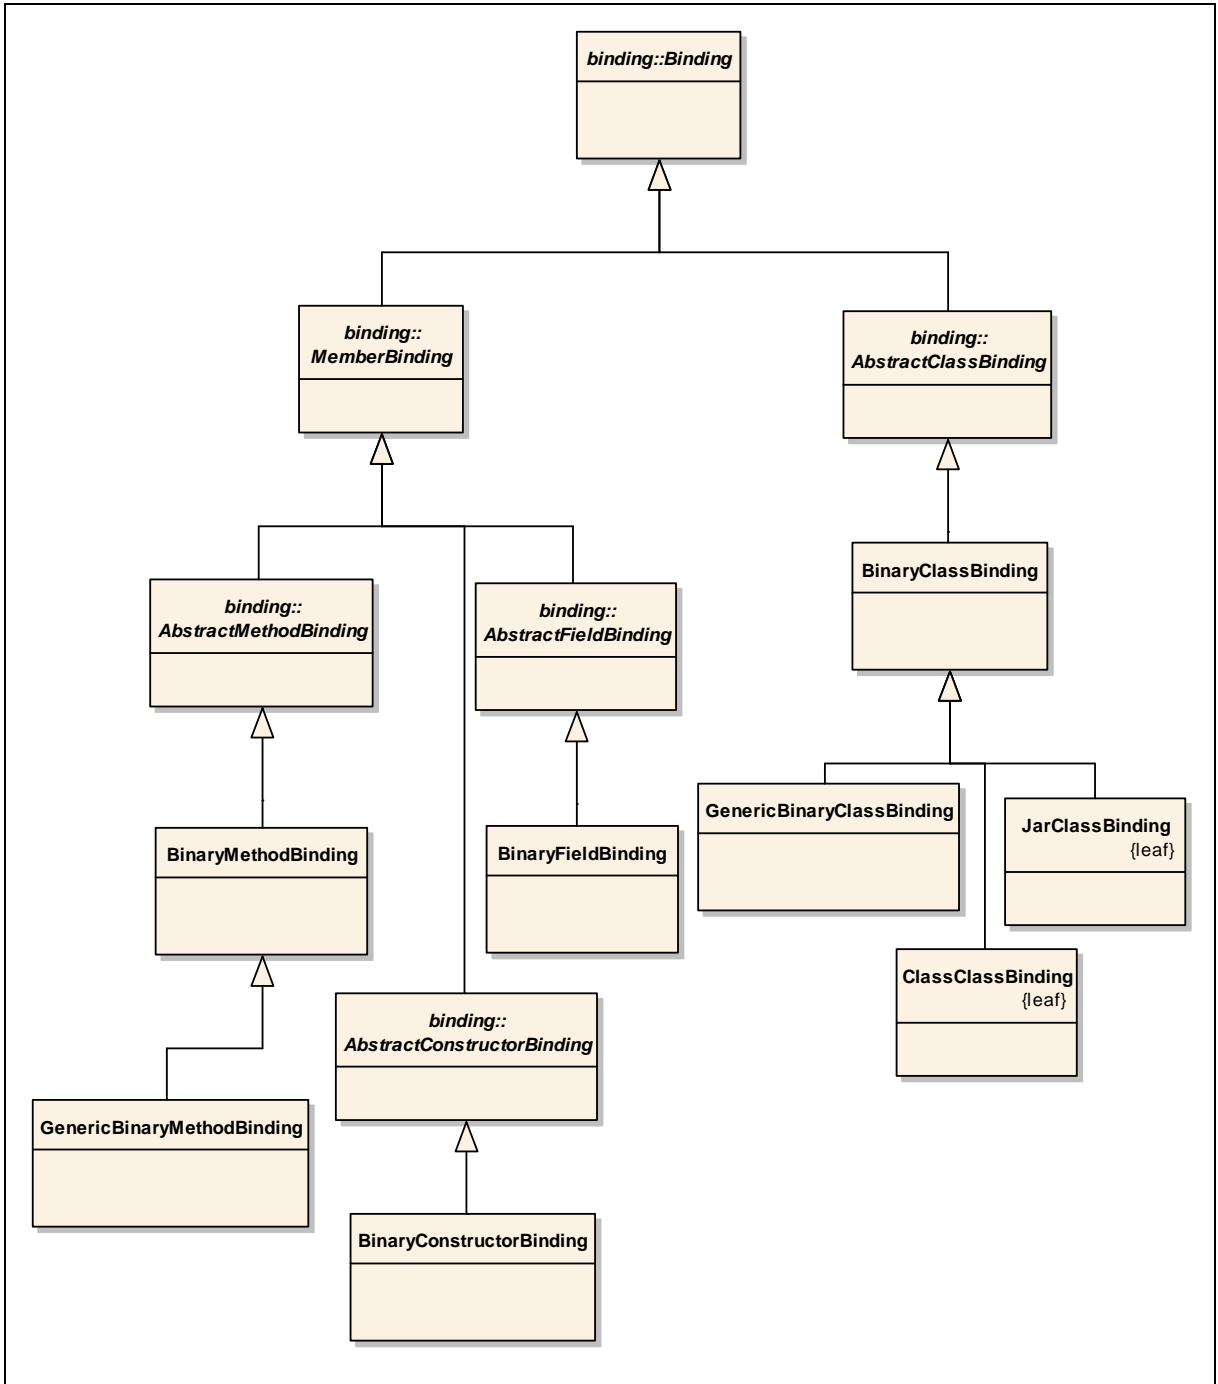 binding::Binding
binding::
MemberBinding
binding::
AbstractClassBinding
binding::
AbstractMethodBinding
binding::
AbstractFieldBinding
BinaryClassBinding
GenericBinaryClassBinding
JarClassBinding
{leaf}
BinaryMethodBinding
BinaryFieldBinding
ClassClassBinding
{leaf}
binding::
AbstractConstructorBinding
GenericBinaryMethodBinding
BinaryConstructorBinding